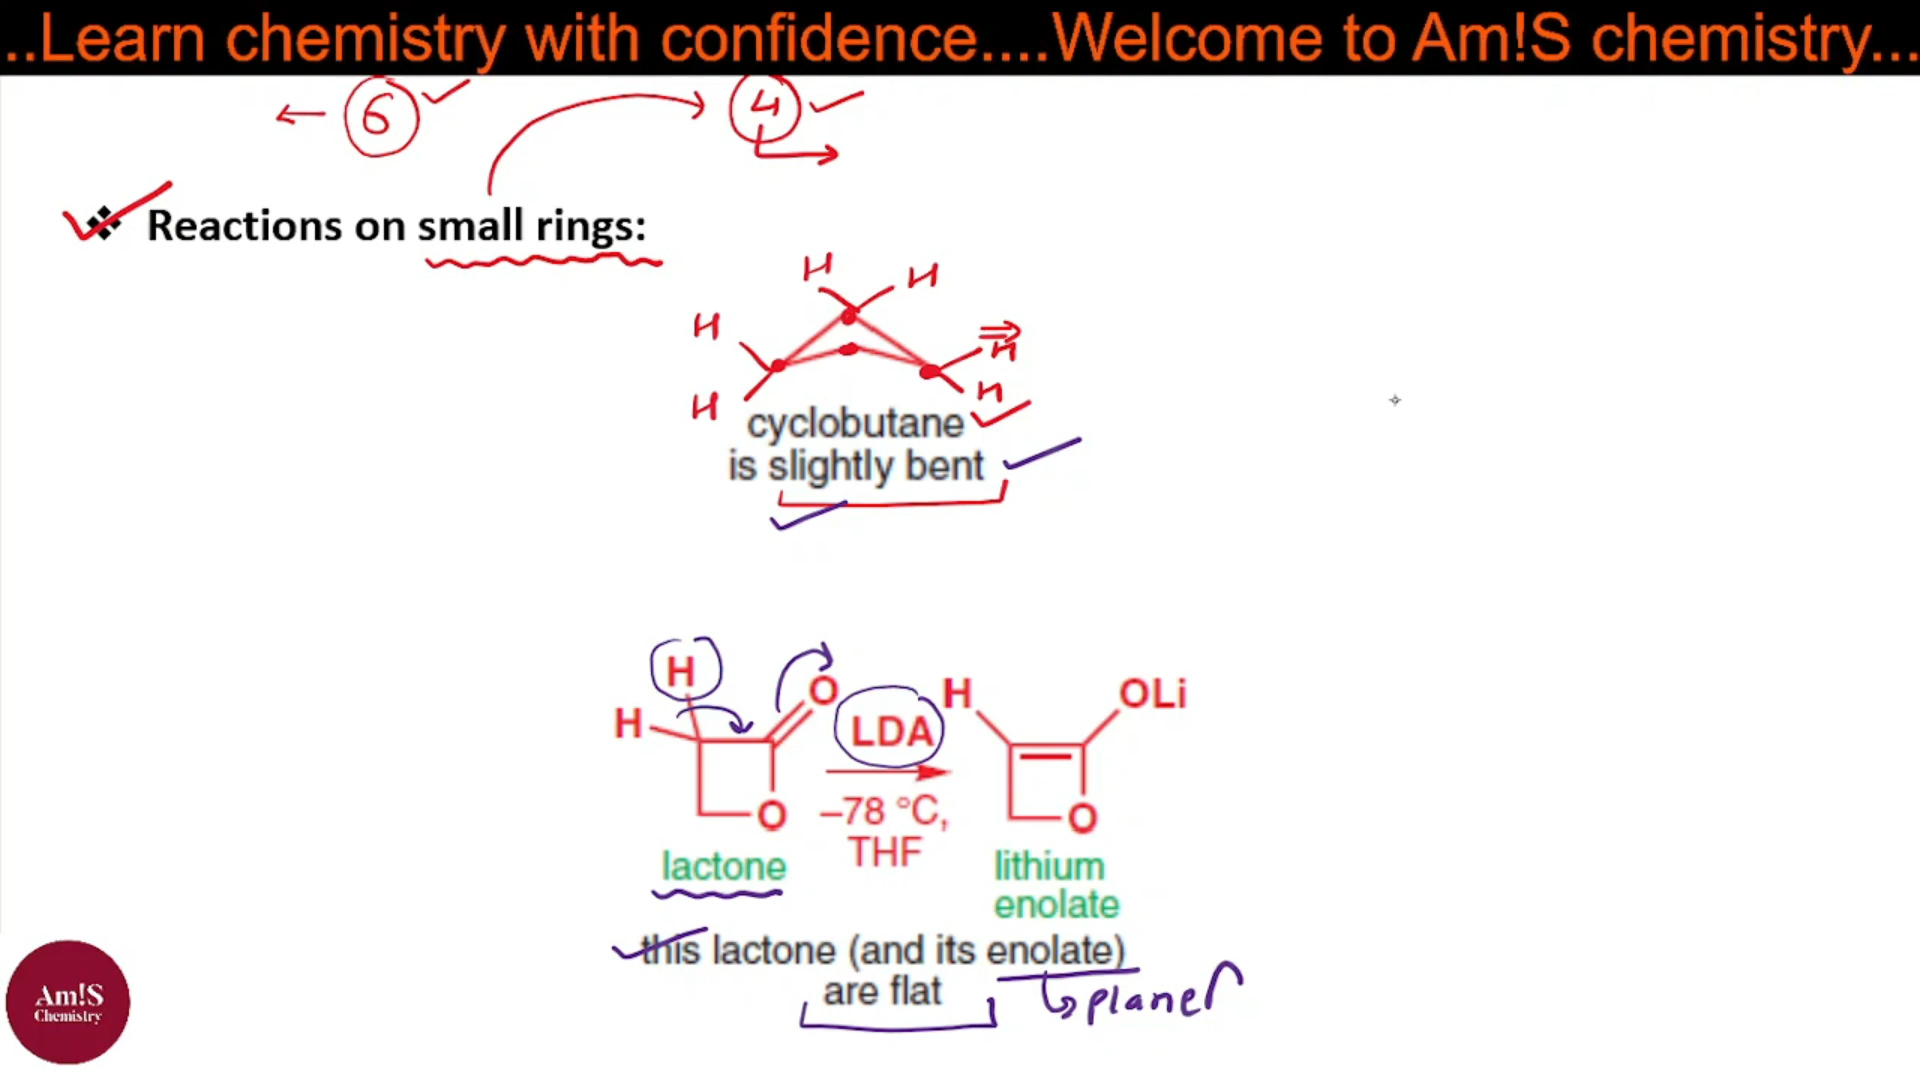 ..Learn chemistry with confidence....Welcome to Am!S chemistry...
6 4
Reactions on small rings:
H H
H
H
H H
cyclobutane
is slightly bent
H O H OLi
H LDA
O -78 °C, O
THF
lactone lithium
enolate
this lactone (and its enolate)
are flat planer
Am!S
Chemistry